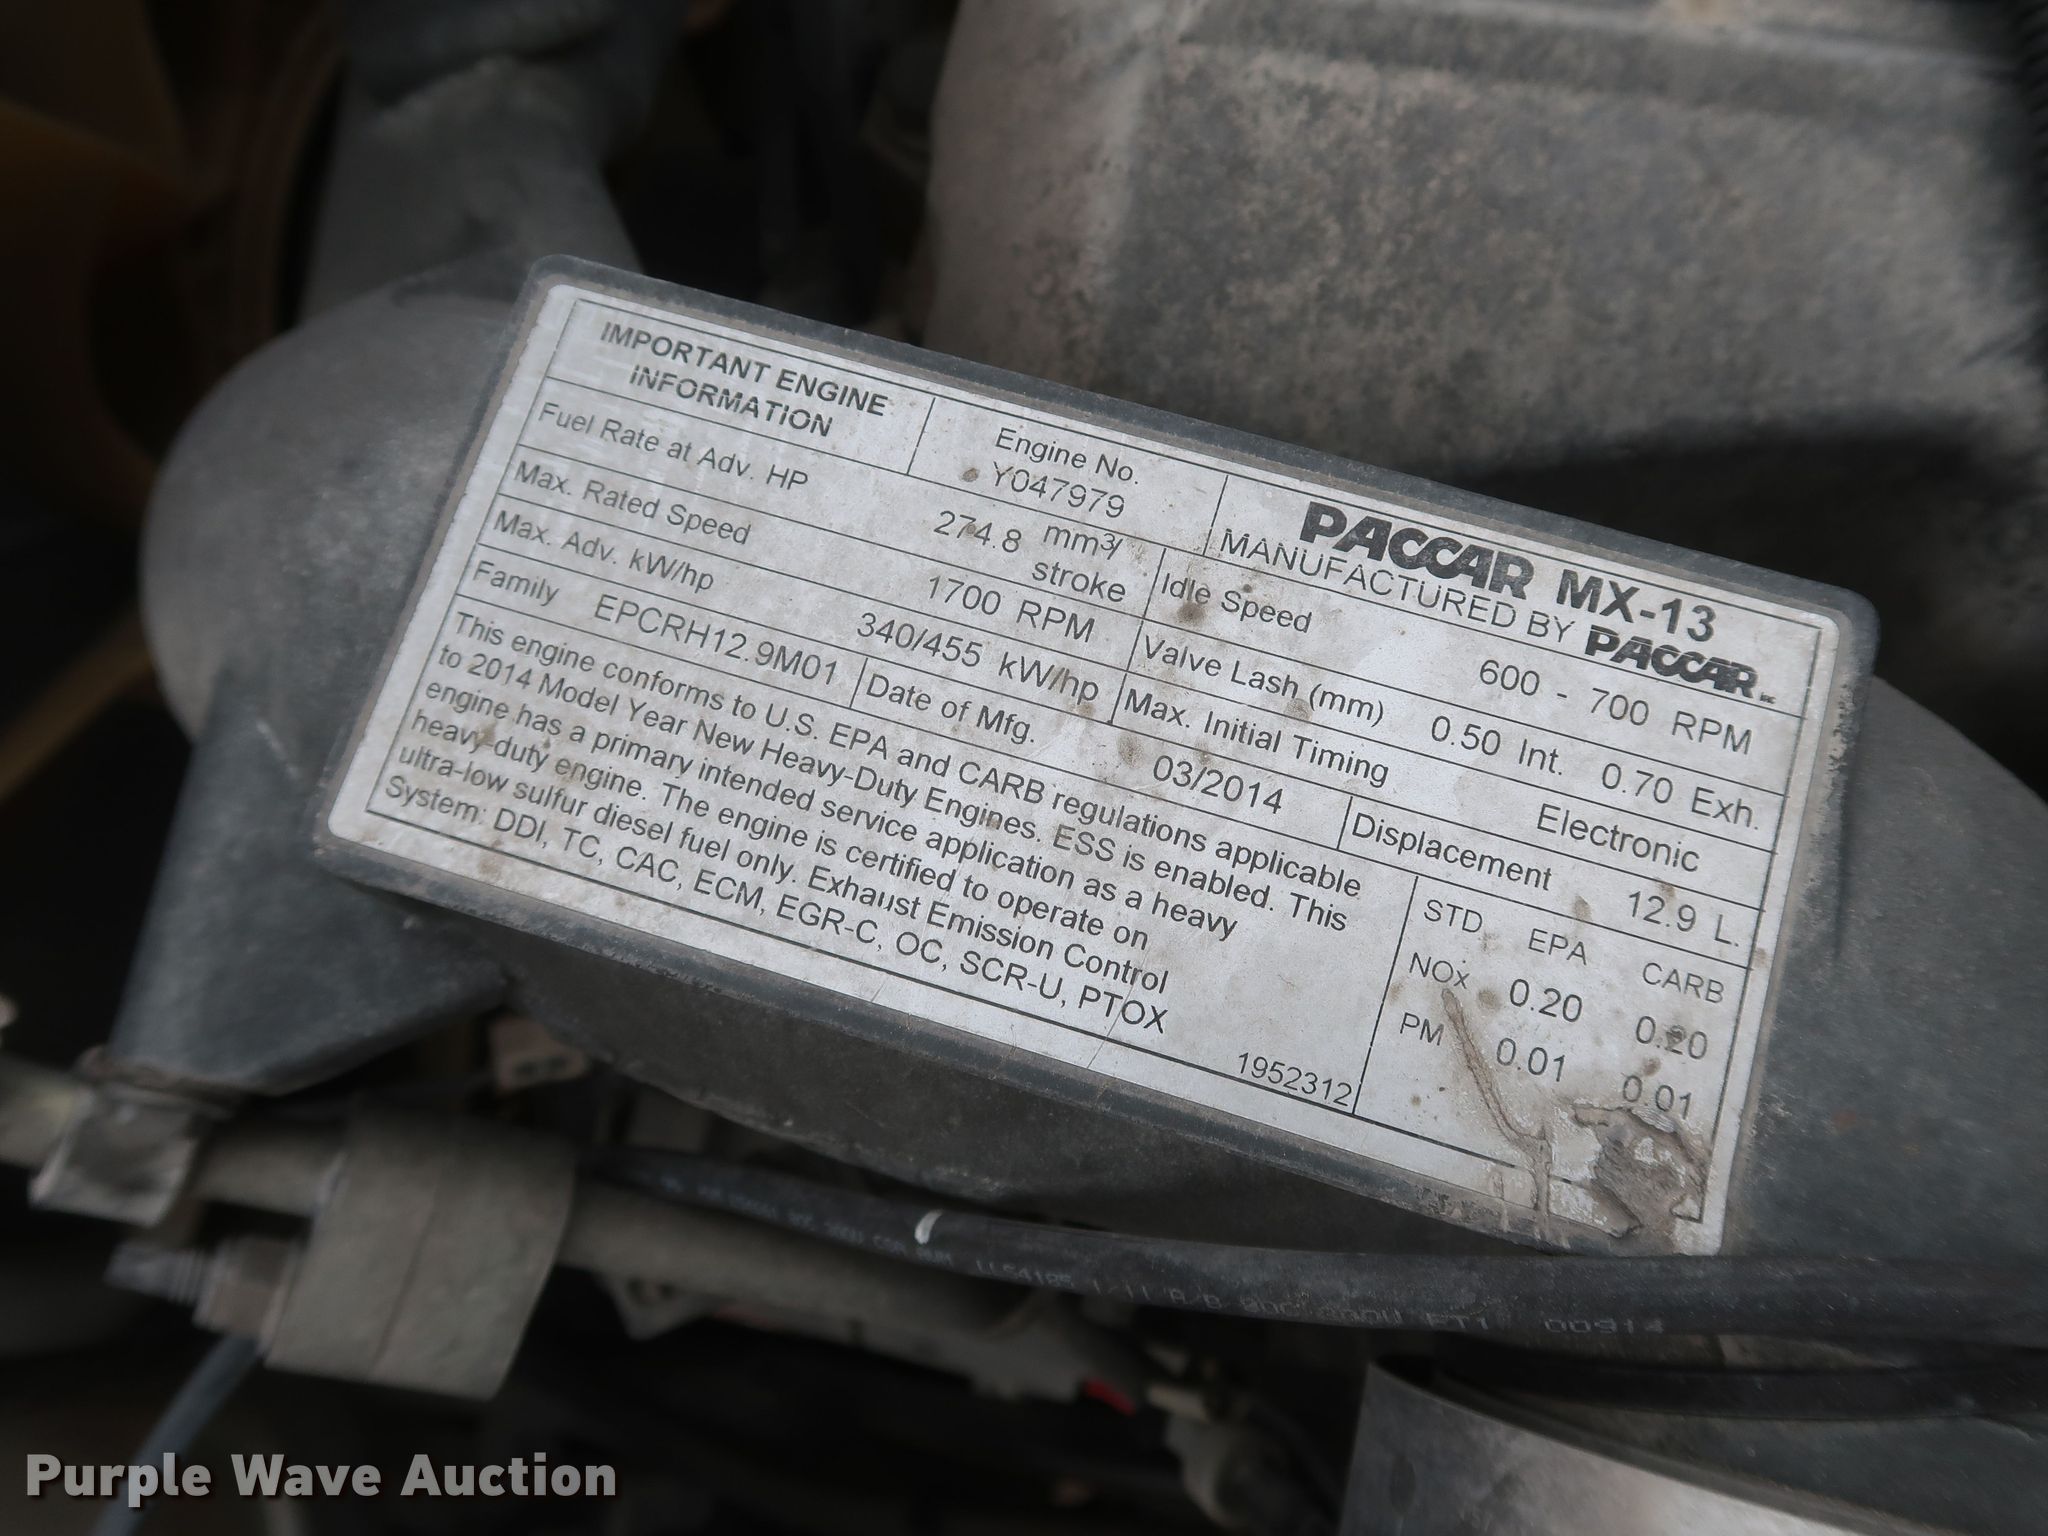 IMPORTANT ENGINE
INFORMATION
Engine No.
Y047979
PACCAR MX-13
MANUFACTURED BY PACCAR INC
Fuel Rate at Adv. HP 274.8 mm3/
stroke
Idle Speed 600 - 700 RPM
Max. Rated Speed 1700 RPM
Valve Lash (mm) 0.50 Int. 0.70 Exh.
Max. Adv. kW/hp 340/455 kW/hp
Max. Initial Timing Electronic
Family EPCRH12.9M01
Date of Mfg. 03/2014
Displacement 12.9 L.
This engine conforms to U.S. EPA and CARB regulations applicable
to 2014 Model Year New Heavy-Duty Engines. ESS is enabled. This
engine has a primary intended service application as a heavy
heavy-duty engine. The engine is certified to operate on
ultra-low sulfur diesel fuel only. Exhaust Emission Control
System: DDI, TC, CAC, ECM, EGR-C, OC, SCR-U, PTOX
1952312
STD EPA CARB
NOx 0.20 0.20
PM 0.01 0.01
00914
Purple Wave Auction